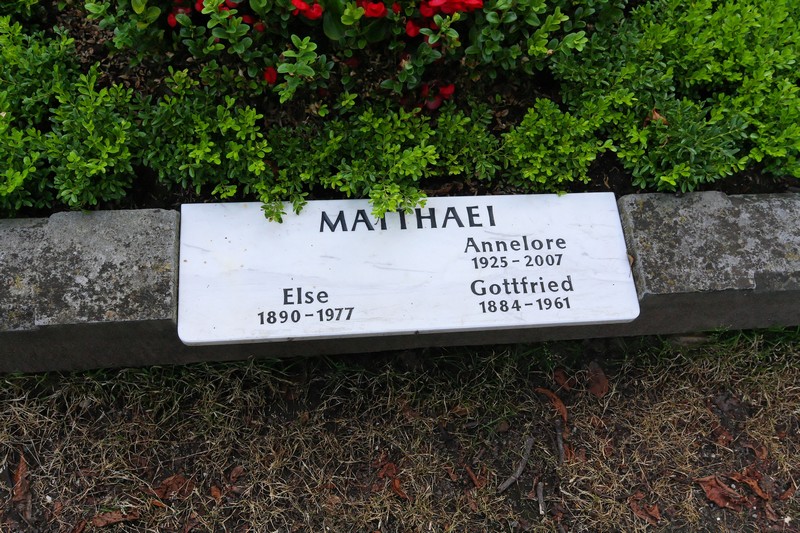 MATTHAEI
Annelore
1925-2007
Else
1890-1977
Gottfried
1884-1961